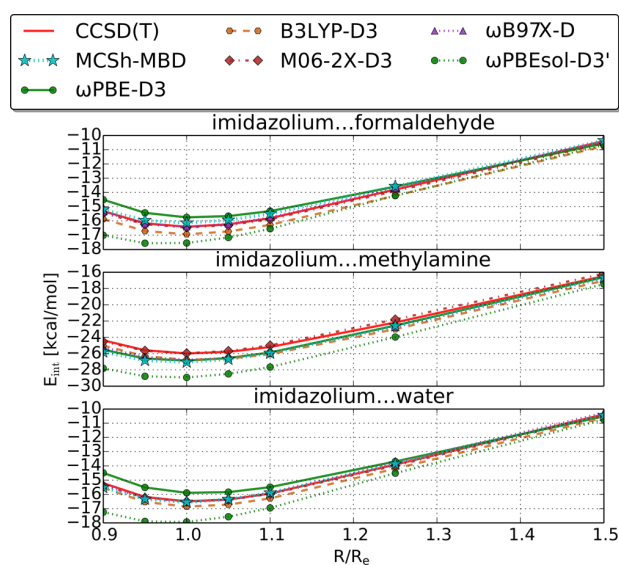 CCSD(T) B3LYP-D3 ωB97X-D
MCSh-MBD M06-2X-D3 ωPBEsol-D3'
ωPBE-D3
imidazolium...formaldehyde
−10
−11
−12
−13
−14
−15
−16
−17
−18
imidazolium...methylamine
−16
−18
−20
−22
−24
−26
−28
−30
E_int [kcal/mol]
imidazolium...water
−10
−11
−12
−13
−14
−15
−16
−17
−18
0.9 1.0 1.1 1.2 1.3 1.4 1.5
R/R_e